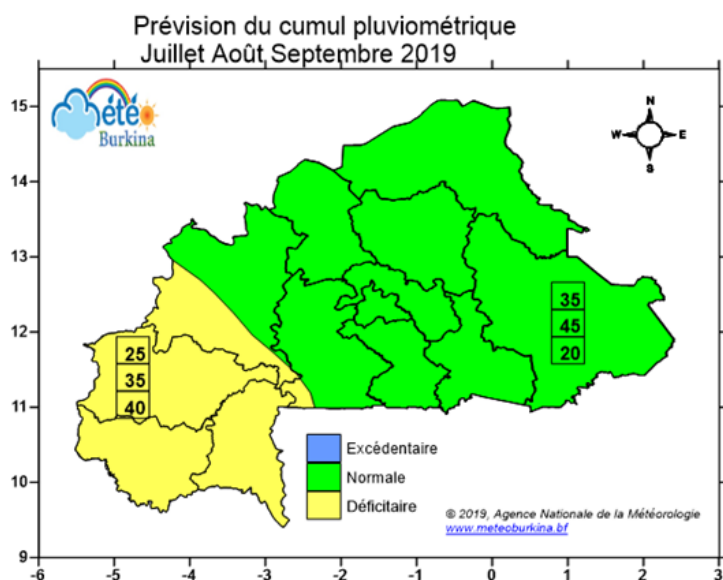 Prévision du cumul pluviométrique
Juillet Août Septembre 2019
Météo
Burkina
N
W E
S
15
14
13
12
11
10
9
35
45
20
25
35
40
Excédentaire
Normale
Déficitaire
© 2019, Agence Nationale de la Météorologie
www.meteoburkina.bf
-6 -5 -4 -3 -2 -1 0 1 2 3